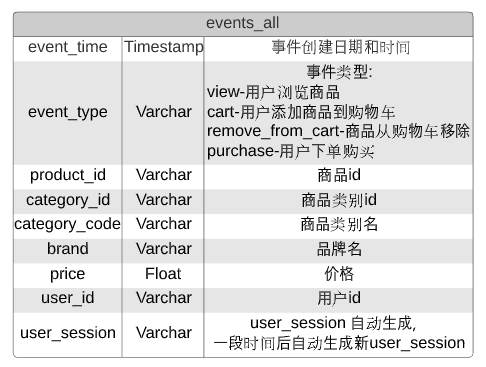 events_all
event_time Timestamp 事件创建日期和时间
事件类型:
view-用户浏览商品
event_type Varchar cart-用户添加商品到购物车
remove_from_cart-商品从购物车移除
purchase-用户下单购买
product_id Varchar 商品id
category_id Varchar 商品类别id
category_code Varchar 商品类别名
brand Varchar 品牌名
price Float 价格
user_id Varchar 用户id
user_session Varchar user_session 自动生成,
一段时间后自动生成新user_session